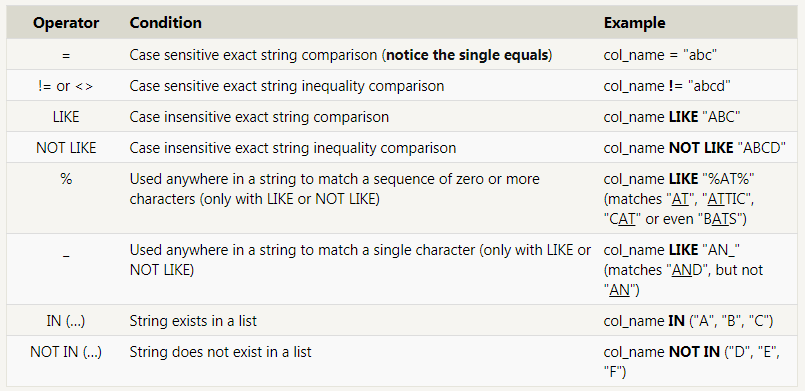 Operator Condition Example
= Case sensitive exact string comparison (notice the single equals) col_name = "abc"
!= or <> Case sensitive exact string inequality comparison col_name != "abcd"
LIKE Case insensitive exact string comparison col_name LIKE "ABC"
NOT LIKE Case insensitive exact string inequality comparison col_name NOT LIKE "ABCD"
% Used anywhere in a string to match a sequence of zero or more col_name LIKE "%AT%"
characters (only with LIKE or NOT LIKE) (matches "AT", "ATTIC",
"CAT" or even "BATS")
_ Used anywhere in a string to match a single character (only with LIKE or col_name LIKE "AN_"
NOT LIKE) (matches "AND", but not
"AN")
IN (…) String exists in a list col_name IN ("A", "B", "C")
NOT IN (…) String does not exist in a list col_name NOT IN ("D", "E",
"F")